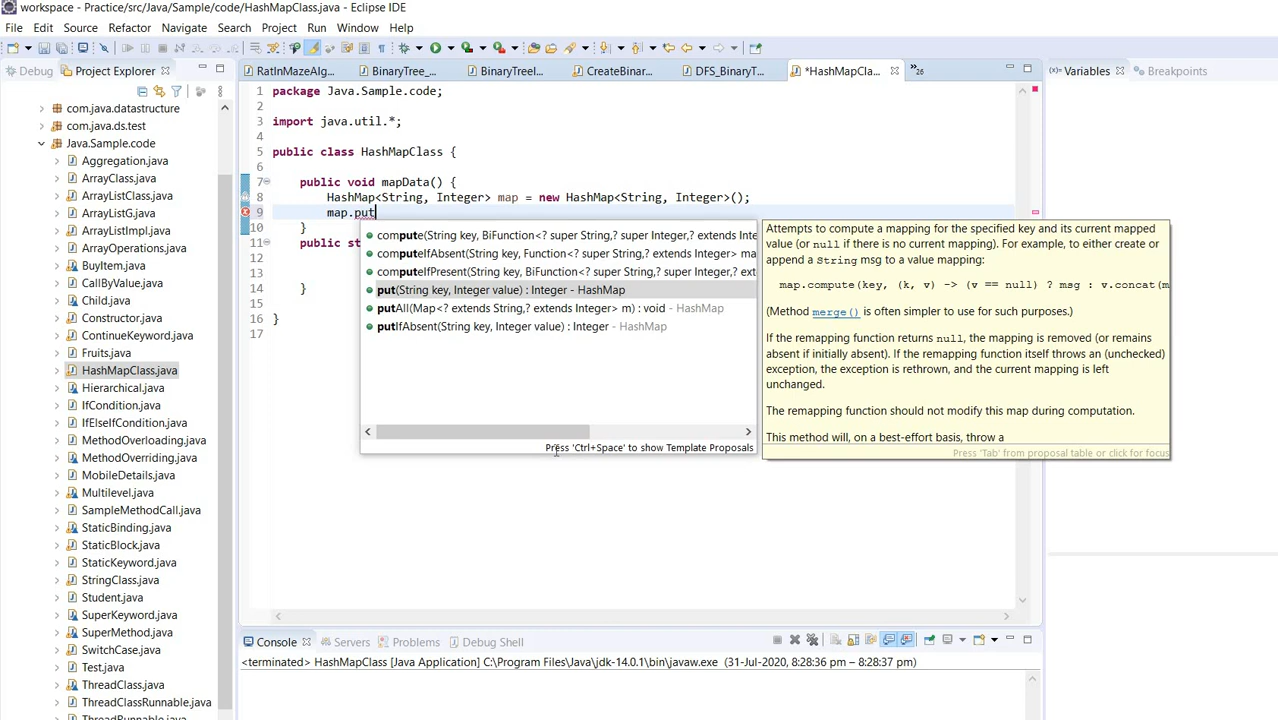 workspace - Practice/src/Java/Sample/code/HashMapClass.java - Eclipse IDE
File Edit Source Refactor Navigate Search Project Run Window Help
Debug
Project Explorer
com.java.datastructure
com.java.ds.test
Java.Sample.code
Aggregation.java
ArrayClass.java
ArrayListClass.java
ArrayListG.java
ArrayListImpl.java
ArrayOperations.java
BuyItem.java
CallByValue.java
Child.java
Constructor.java
ContinueKeyword.java
Fruits.java
HashMapClass.java
Hierarchical.java
IfCondition.java
IfElseIfCondition.java
MethodOverloading.java
MethodOverriding.java
MobileDetails.java
Multilevel.java
SampleMethodCall.java
StaticBinding.java
StaticBlock.java
StaticKeyword.java
StringClass.java
Student.java
SuperKeyword.java
SuperMethod.java
SwitchCase.java
Test.java
ThreadClass.java
ThreadClassRunnable.java
ThreadRunnable.java
RatInMazeAlg... BinaryTree_... BinaryTreeI... CreateBinar... DFS_BinaryT... *HashMapCla... »26
1 package Java.Sample.code;
2
3 import java.util.*;
4
5 public class HashMapClass {
6
7 public void mapData() {
8 HashMap<String, Integer> map = new HashMap<String, Integer>();
9 map.put
10 }
11 public st
12
13
14 }
15
16 }
17
compute(String key, BiFunction<? super String,? super Integer,? exte
computeIfAbsent(String key, Function<? super String,? extends Integer> ma
computeIfPresent(String key, BiFunction<? super String,? super Integer,? ext
put(String key, Integer value) : Integer - HashMap
putAll(Map<? extends String,? extends Integer> m) : void - HashMap
putIfAbsent(String key, Integer value) : Integer - HashMap
Press 'Ctrl+Space' to show Template Proposals
Attempts to compute a mapping for the specified key and its current mapped
value (or null if there is no current mapping). For example, to either create or
append a String msg to a value mapping:
map.compute(key, (k, v) -> (v == null) ? msg : v.concat(m
(Method merge() is often simpler to use for such purposes.)
If the remapping function returns null, the mapping is removed (or remains
absent if initially absent). If the remapping function itself throws an (unchecked)
exception, the exception is rethrown, and the current mapping is left
unchanged.
The remapping function should not modify this map during computation.
This method will, on a best-effort basis, throw a
Press 'Tab' from proposal table or click for focus
Variables
Breakpoints
Console Servers Problems Debug Shell
<terminated> HashMapClass [Java Application] C:\Program Files\Java\jdk-14.0.1\bin\javaw.exe (31-Jul-2020, 8:28:36 pm – 8:28:37 pm)